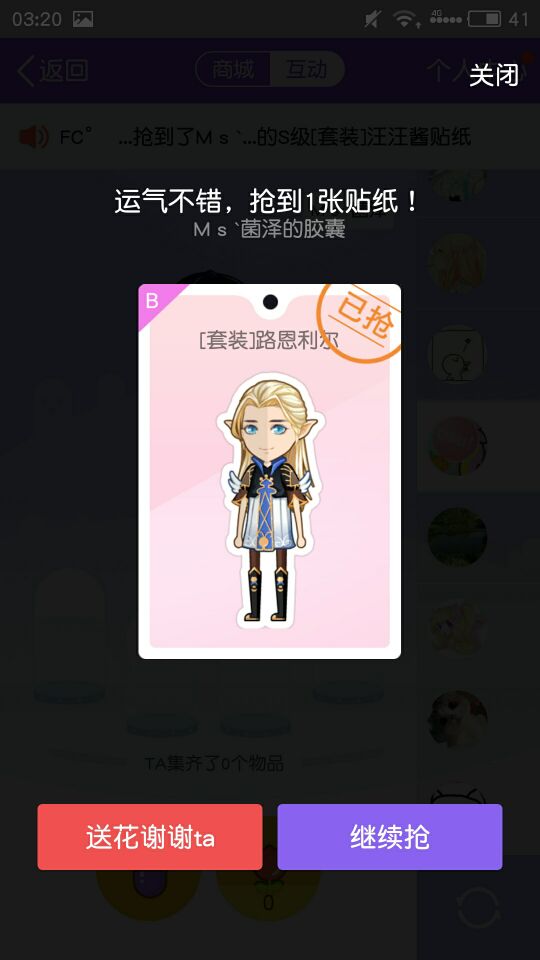 03:20 4G 41
返回 商城 互动 个人中心
关闭
FC° ...抢到了M s `...的S级[套装]汪汪酱贴纸
运气不错，抢到1张贴纸！
M s `菌泽的胶囊
B
已抢
[套装]路恩利尔
TA集齐了0个物品
送花谢谢ta 继续抢
0